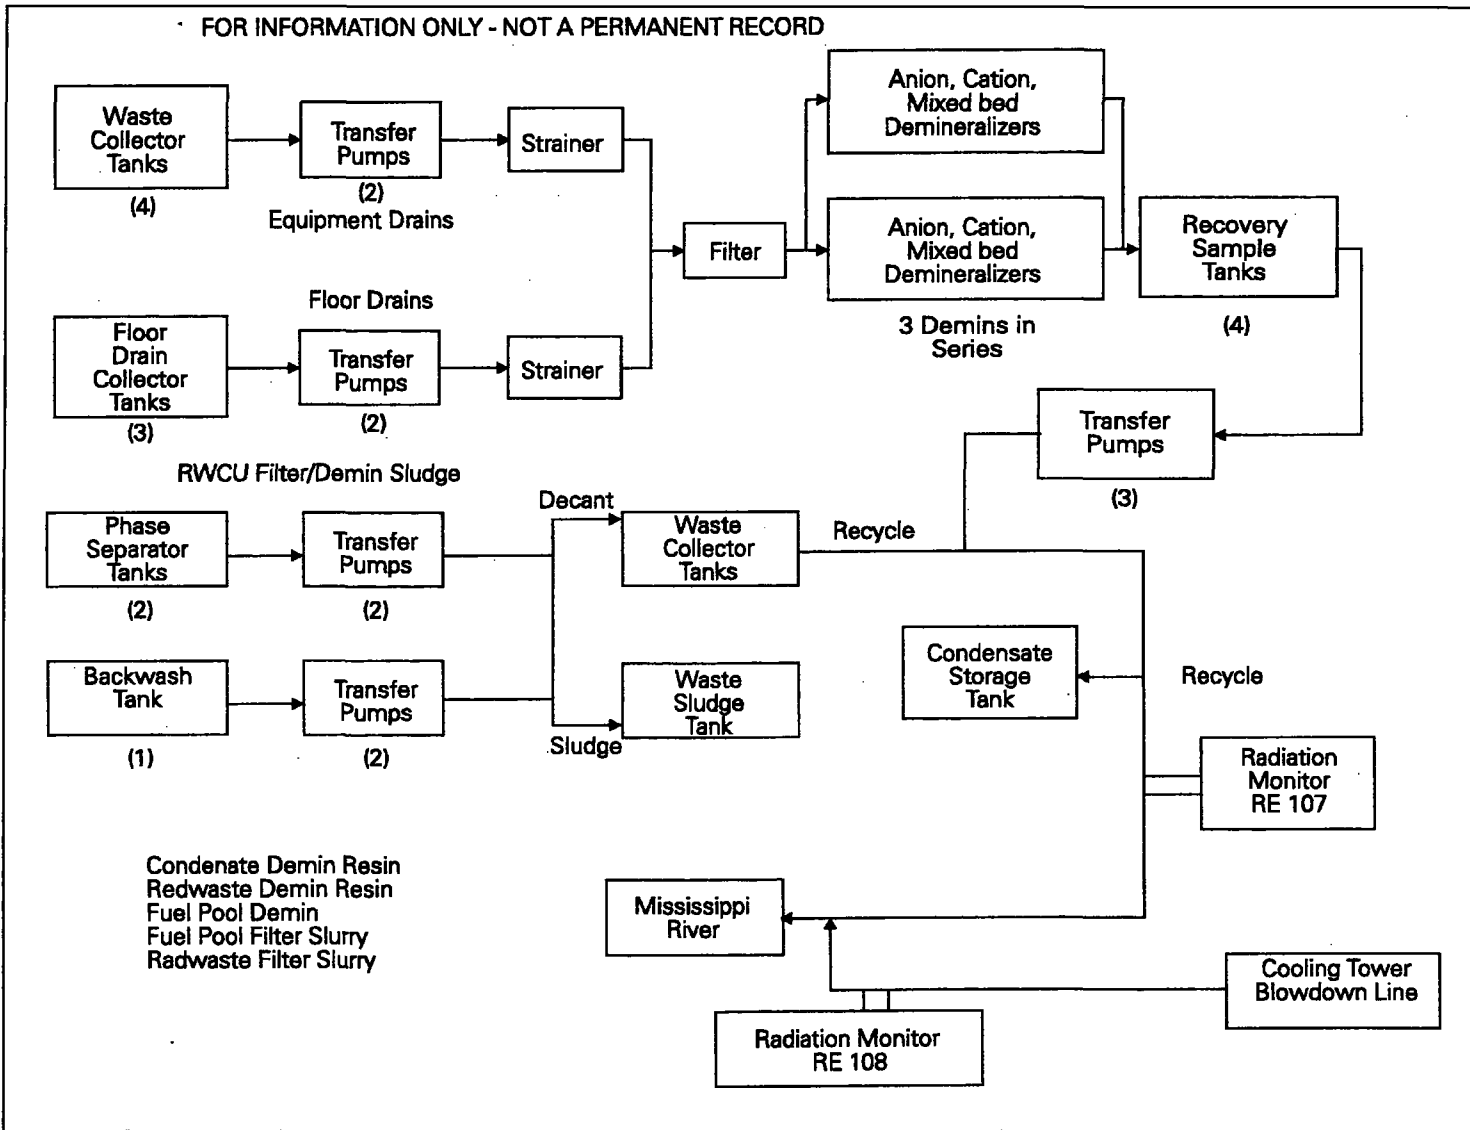 FOR INFORMATION ONLY - NOT A PERMANENT RECORD
Waste
Collector
Tanks
(4)
Transfer
Pumps
(2)
Equipment Drains
Strainer
Anion, Cation,
Mixed bed
Demineralizers
Filter
Anion, Cation,
Mixed bed
Demineralizers
3 Demins in
Series
Recovery
Sample
Tanks
(4)
Floor Drains
Floor
Drain
Collector
Tanks
(3)
Transfer
Pumps
(2)
Strainer
Transfer
Pumps
(3)
RWCU Filter/Demin Sludge
Phase
Separator
Tanks
(2)
Transfer
Pumps
(2)
Decant
Waste
Collector
Tanks
Recycle
Backwash
Tank
(1)
Transfer
Pumps
(2)
Sludge
Waste
Sludge
Tank
Condensate
Storage
Tank
Recycle
Radiation
Monitor
RE 107
Condenate Demin Resin
Redwaste Demin Resin
Fuel Pool Demin
Fuel Pool Filter Slurry
Radwaste Filter Slurry
Mississippi
River
Cooling Tower
Blowdown Line
Radiation Monitor
RE 108